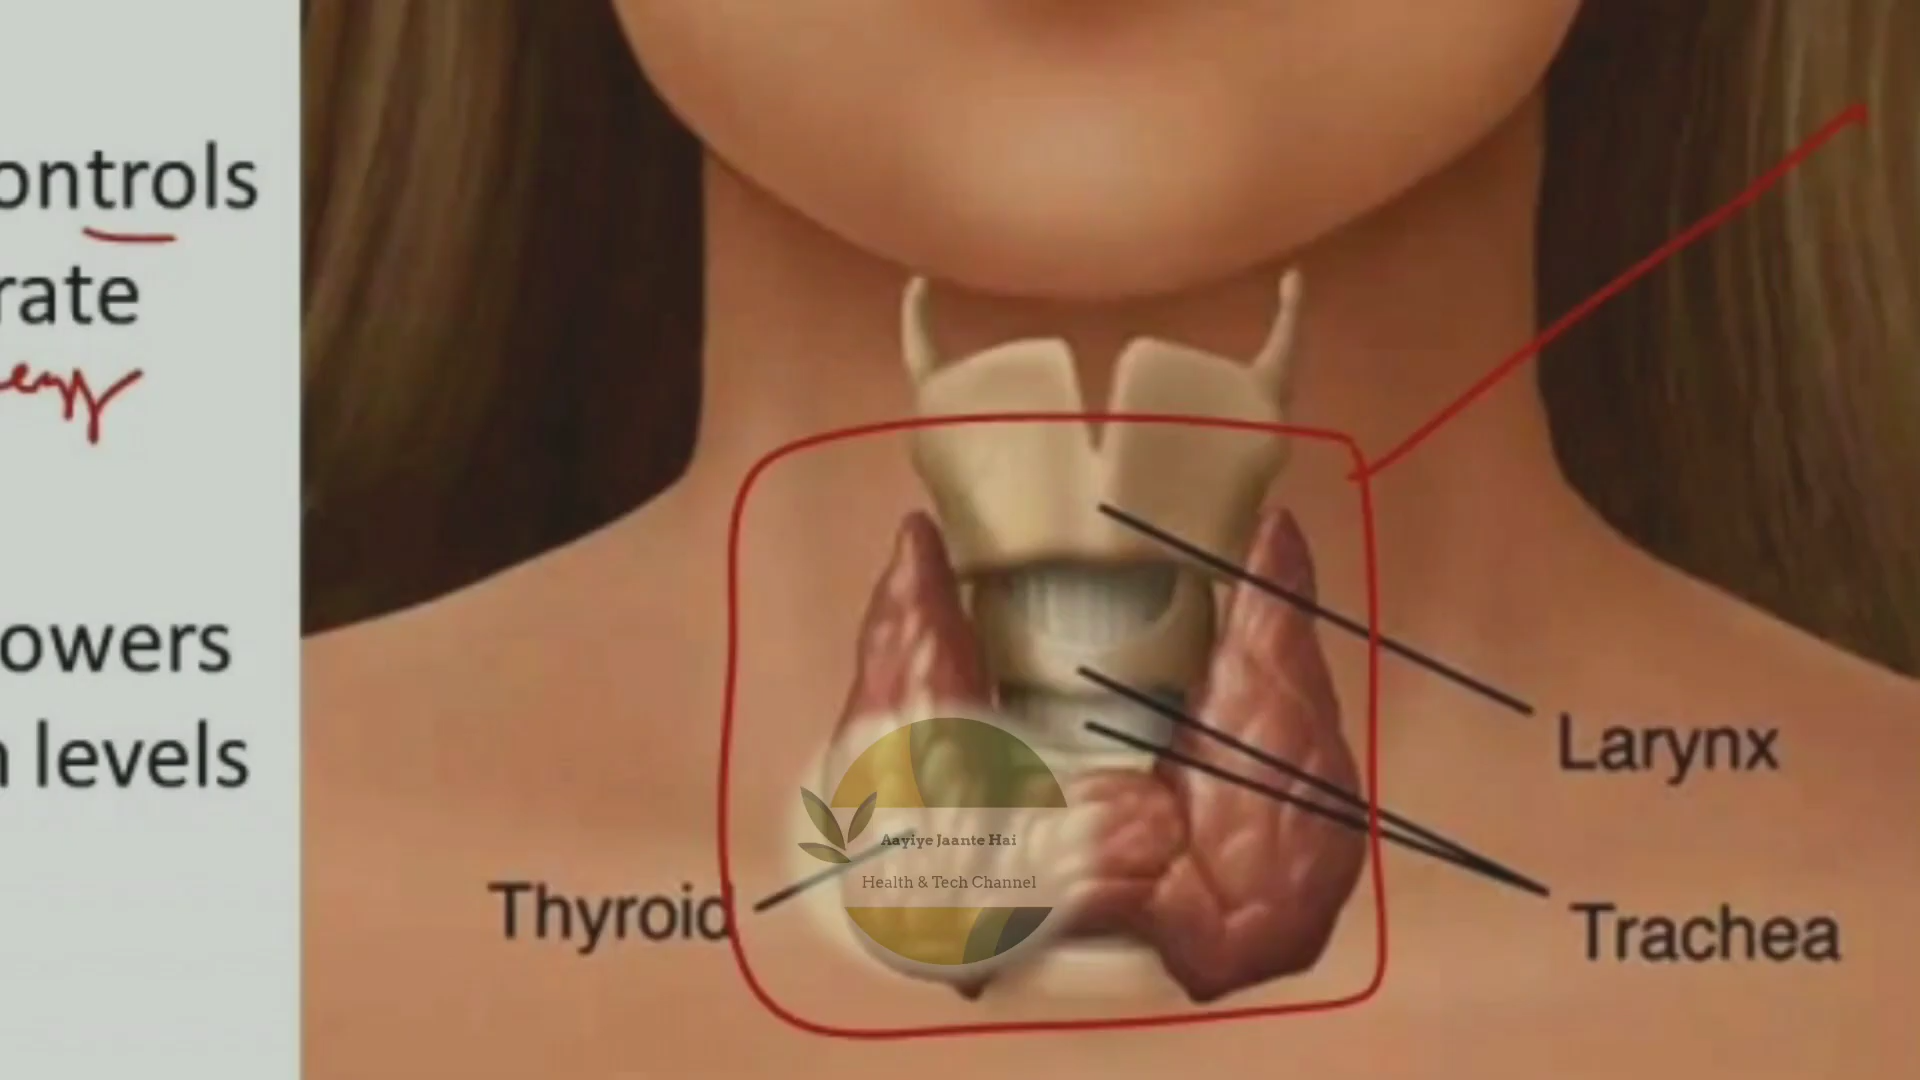 ontrols
rate
owers
levels
Larynx
Aayiye Jaante Hai
Health & Tech Channel
Thyroid
Trachea